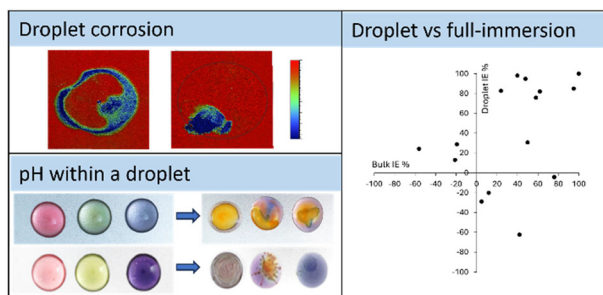 Droplet corrosion
pH within a droplet
Droplet vs full-immersion
Droplet IE %
Bulk IE %
100
80
60
40
20
0
-20
-40
-60
-80
-100
-100 -80 -60 -40 -20 0 20 40 60 80 100